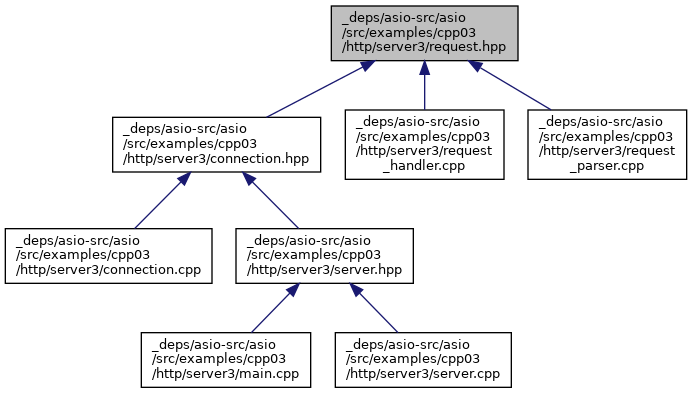 _deps/asio-src/asio
/src/examples/cpp03
/http/server3/request.hpp
_deps/asio-src/asio
/src/examples/cpp03
/http/server3/connection.hpp
_deps/asio-src/asio
/src/examples/cpp03
/http/server3/request
_handler.cpp
_deps/asio-src/asio
/src/examples/cpp03
/http/server3/request
_parser.cpp
_deps/asio-src/asio
/src/examples/cpp03
/http/server3/connection.cpp
_deps/asio-src/asio
/src/examples/cpp03
/http/server3/server.hpp
_deps/asio-src/asio
/src/examples/cpp03
/http/server3/main.cpp
_deps/asio-src/asio
/src/examples/cpp03
/http/server3/server.cpp